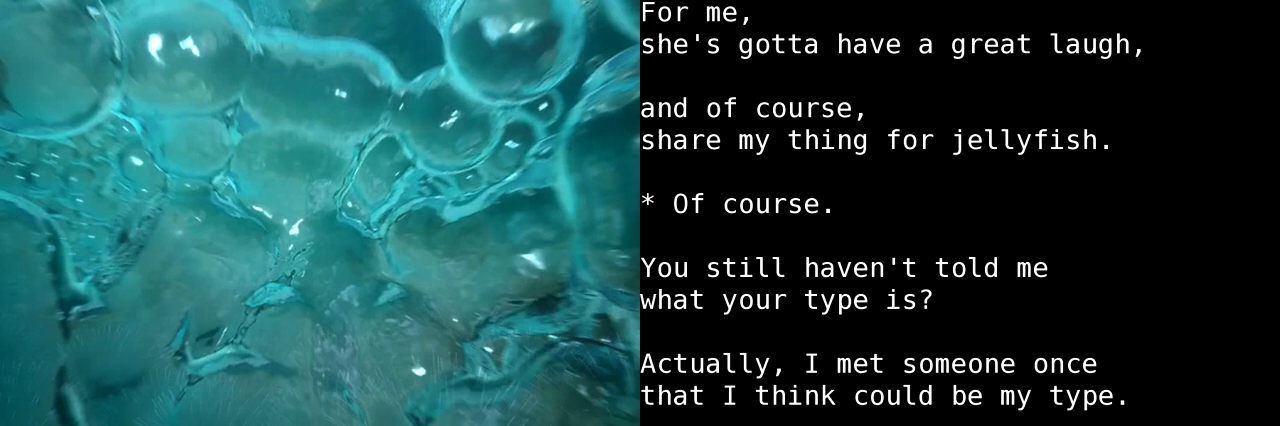 For me,
she's gotta have a great laugh,
and of course,
share my thing for jellyfish.
* Of course.
You still haven't told me
what your type is?
Actually, I met someone once
that I think could be my type.